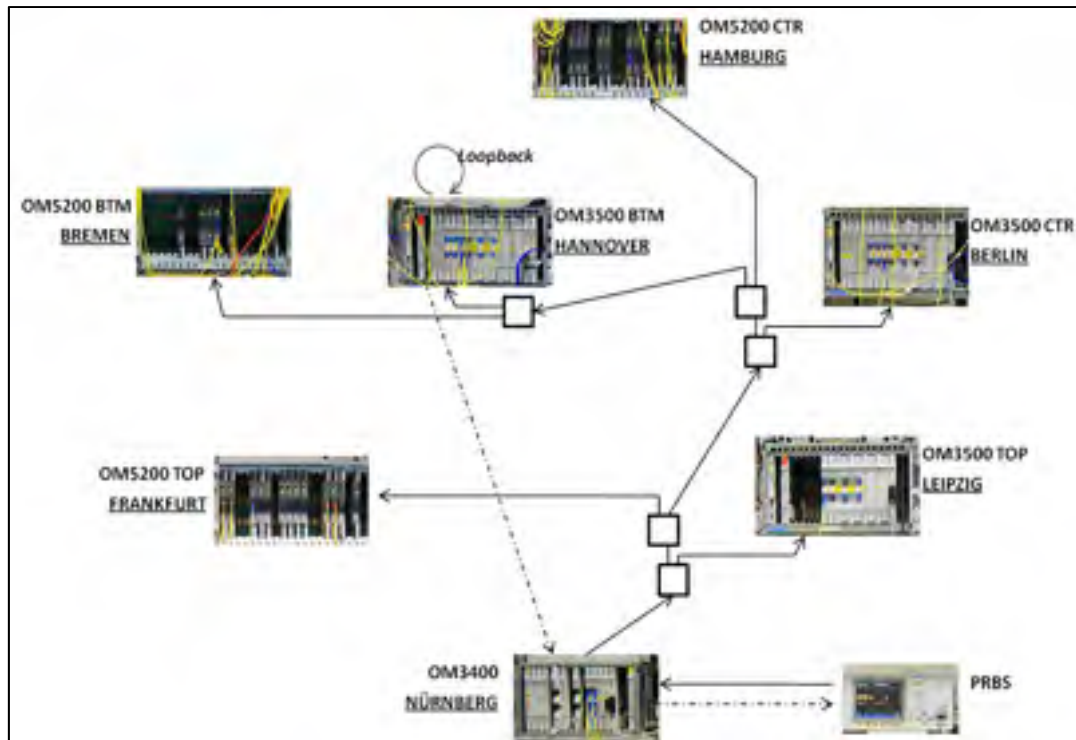 OM5200 CTR
HAMBURG
Loopback
OM5200 BTM
BREMEN
OM3500 BTM
HANNOVER
OM3500 CTR
BERLIN
OM5200 TOP
FRANKFURT
OM3500 TOP
LEIPZIG
OM3400
NÜRNBERG
PRBS